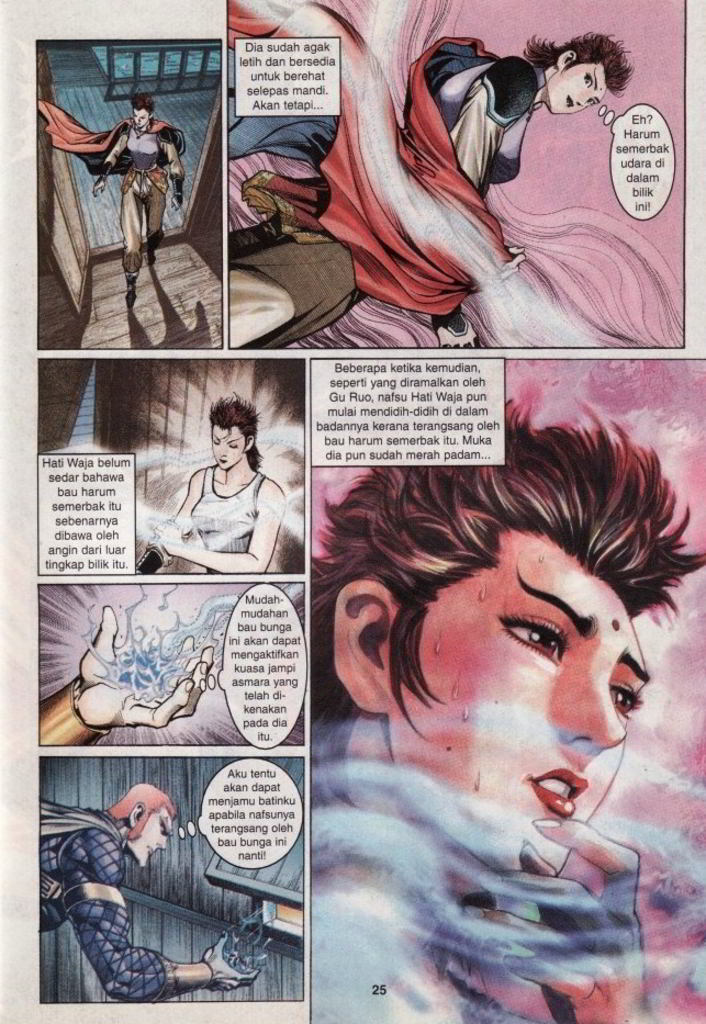 Dia sudah agak
letih dan bersedia
untuk berehat
selepas mandi.
Akan tetapi...
Eh?
Harum
semerbak
udara di
dalam
bilik
ini!
Hati Waja belum
sedar bahawa
bau harum
semerbak itu
sebenarnya
dibawa oleh
angin dari luar
tingkap bilik itu.
Beberapa ketika kemudian,
seperti yang diramalkan oleh
Gu Ruo, nafsu Hati Waja pun
mulai mendidih-didih di dalam
badannya kerana terangsang oleh
bau harum semerbak itu. Muka
dia pun sudah merah padam...
Mudah-
mudahan
bau bunga
ini akan dapat
mengaktifkan
kuasa jampi
asmara yang
telah di-
kenakan
pada dia
itu.
Aku tentu
akan dapat
menjamu batinku
apabila nafsunya
terangsang oleh
bau bunga ini
nanti!
25